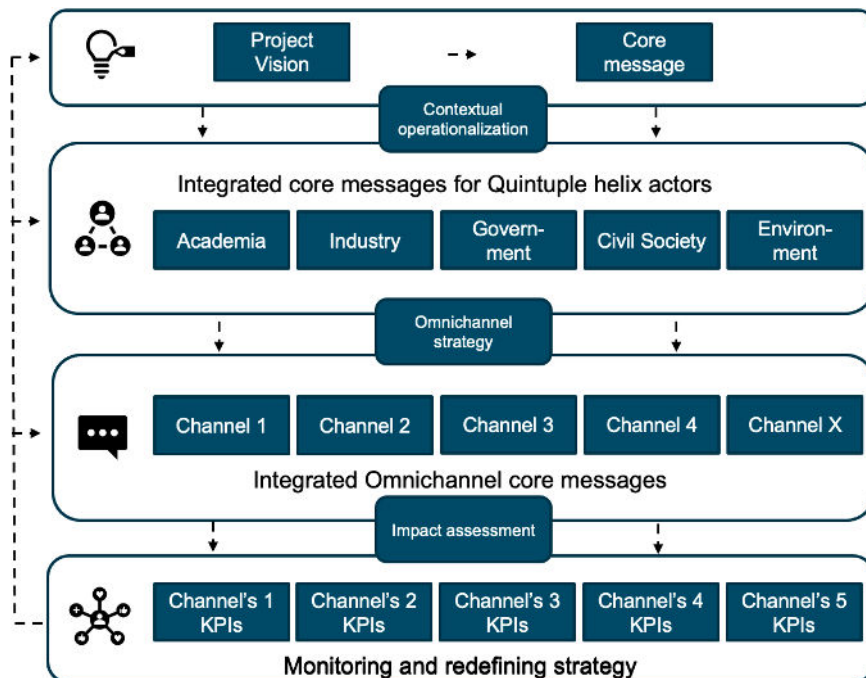 Project
Vision
Core
message
Contextual
operationalization
Integrated core messages for Quintuple helix actors
Academia
Industry
Govern-
ment
Civil Society
Environ-
ment
Omnichannel
strategy
Channel 1
Channel 2
Channel 3
Channel 4
Channel X
Integrated Omnichannel core messages
Impact assessment
Channel's 1
KPIs
Channel's 2
KPIs
Channel's 3
KPIs
Channel's 4
KPIs
Channel's 5
KPIs
Monitoring and redefining strategy